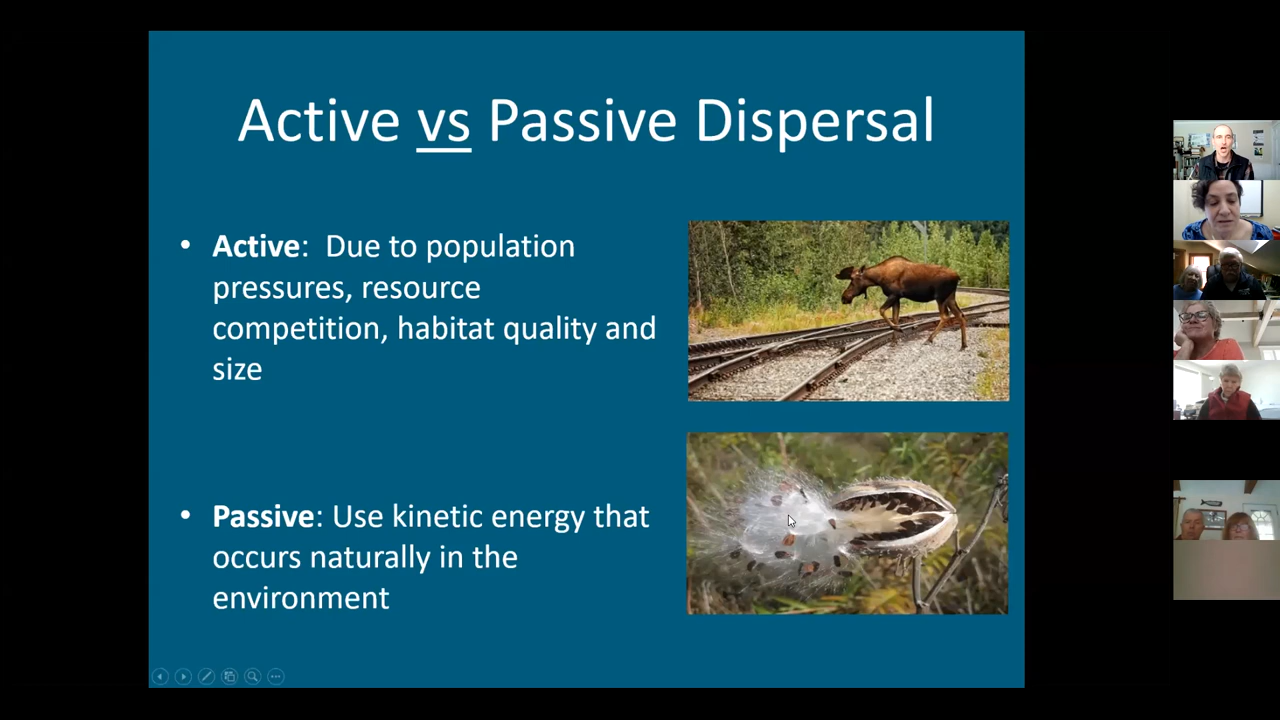 Active vs Passive Dispersal
• Active:  Due to population
pressures, resource
competition, habitat quality and
size
• Passive: Use kinetic energy that
occurs naturally in the
environment